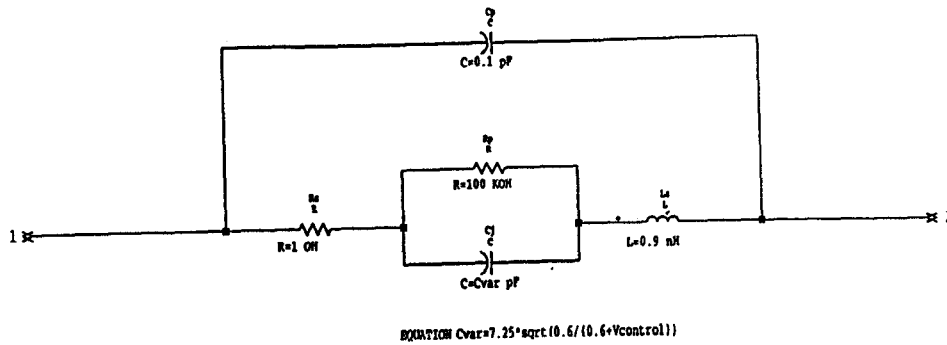 Cp
C
C=0.1 pF
Rp
R
R=100 KOH
Rs
R
R=1 OH
Ls
L
L=0.9 nH
Cj
C
C=Cvar pF
1
2
EQUATION Cvar=7.25*sqrt(0.6/(0.6+Vcontrol))